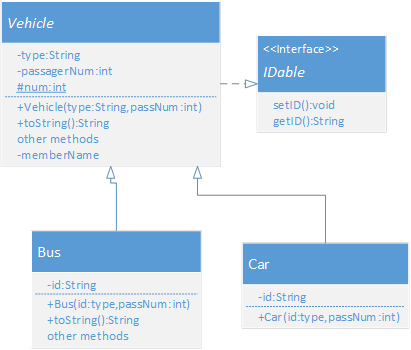 Vehicle
-type:String
-passagerNum:int
#num:int
+Vehicle(type:String,passNum:int)
+toString():String
other methods
-memberName
<<Interface>>
IDable
setID():void
getID():String
Bus
-id:String
+Bus(id:type,passNum:int)
+toString():String
other methods
Car
-id:String
+Car(id:type,passNum:int)